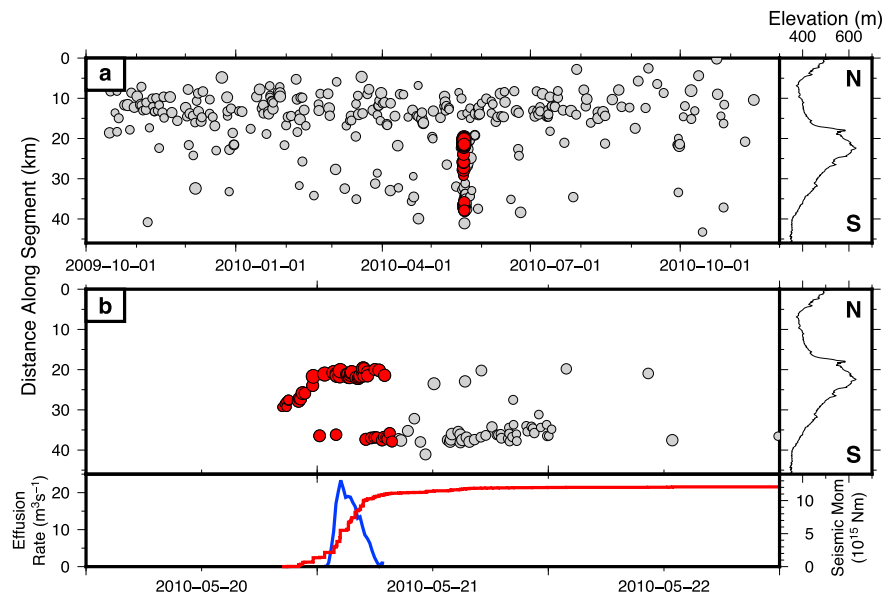 Elevation (m)
400 600
a
N
S
0
10
20
30
40
2009−10−01 2010−01−01 2010−04−01 2010−07−01 2010−10−01
Distance Along Segment (km)
b
N
S
0
10
20
30
40
Effusion
Rate (m³s⁻¹)
20
10
0
10
5
0
Seismic Mom
(10¹⁵ Nm)
2010−05−20 2010−05−21 2010−05−22